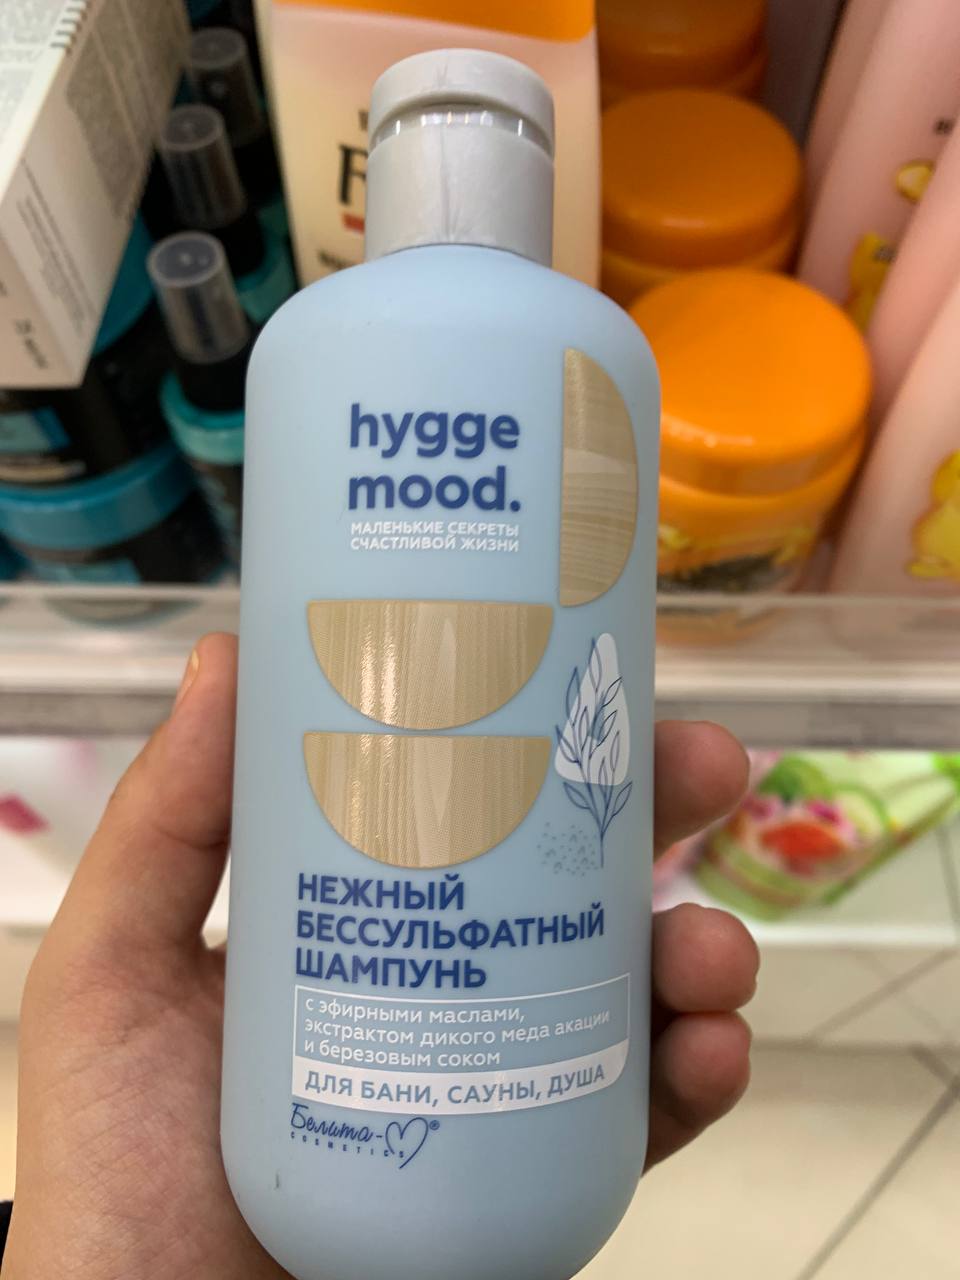 hygge
mood.
МАЛЕНЬКИЕ СЕКРЕТЫ
СЧАСТЛИВОЙ ЖИЗНИ
НЕЖНЫЙ
БЕССУЛЬФАТНЫЙ
ШАМПУНЬ
с эфирными маслами,
экстрактом дикого меда акации
и березовым соком
ДЛЯ БАНИ, САУНЫ, ДУША
Белита-М®
COSMETICS